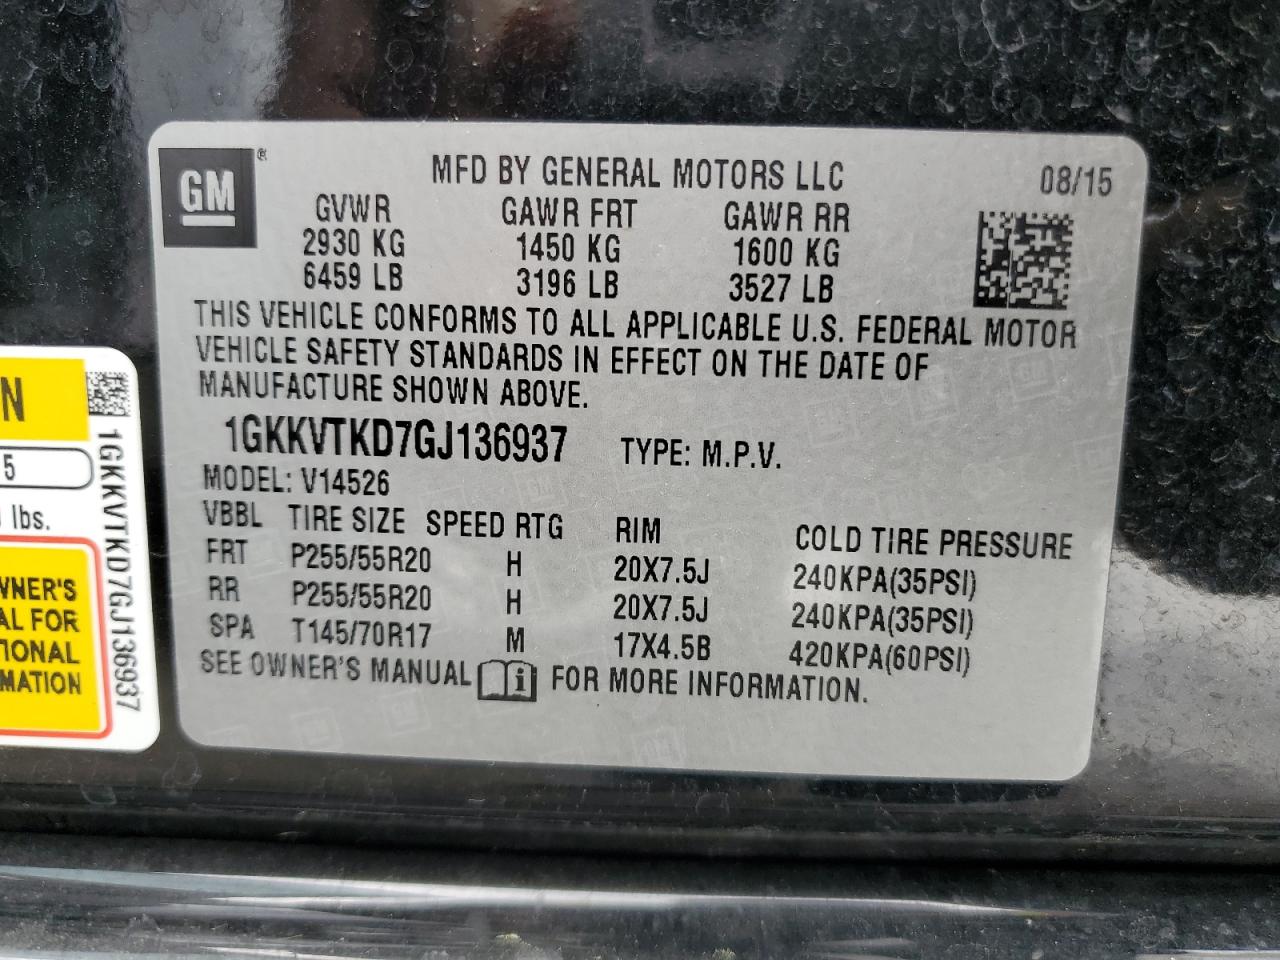 GM®
MFD BY GENERAL MOTORS LLC 08/15
GVWR GAWR FRT GAWR RR
2930 KG 1450 KG 1600 KG
6459 LB 3196 LB 3527 LB
THIS VEHICLE CONFORMS TO ALL APPLICABLE U.S. FEDERAL MOTOR
VEHICLE SAFETY STANDARDS IN EFFECT ON THE DATE OF
MANUFACTURE SHOWN ABOVE.
1GKKVTKD7GJ136937 TYPE: M.P.V.
MODEL: V14526
VBBL TIRE SIZE SPEED RTG RIM COLD TIRE PRESSURE
FRT P255/55R20 H 20X7.5J 240KPA(35PSI)
RR P255/55R20 H 20X7.5J 240KPA(35PSI)
SPA T145/70R17 M 17X4.5B 420KPA(60PSI)
SEE OWNER'S MANUAL i FOR MORE INFORMATION.
N
5
lbs.
WNER'S
AL FOR
TIONAL
MATION
1GKKVTKD7GJ136937